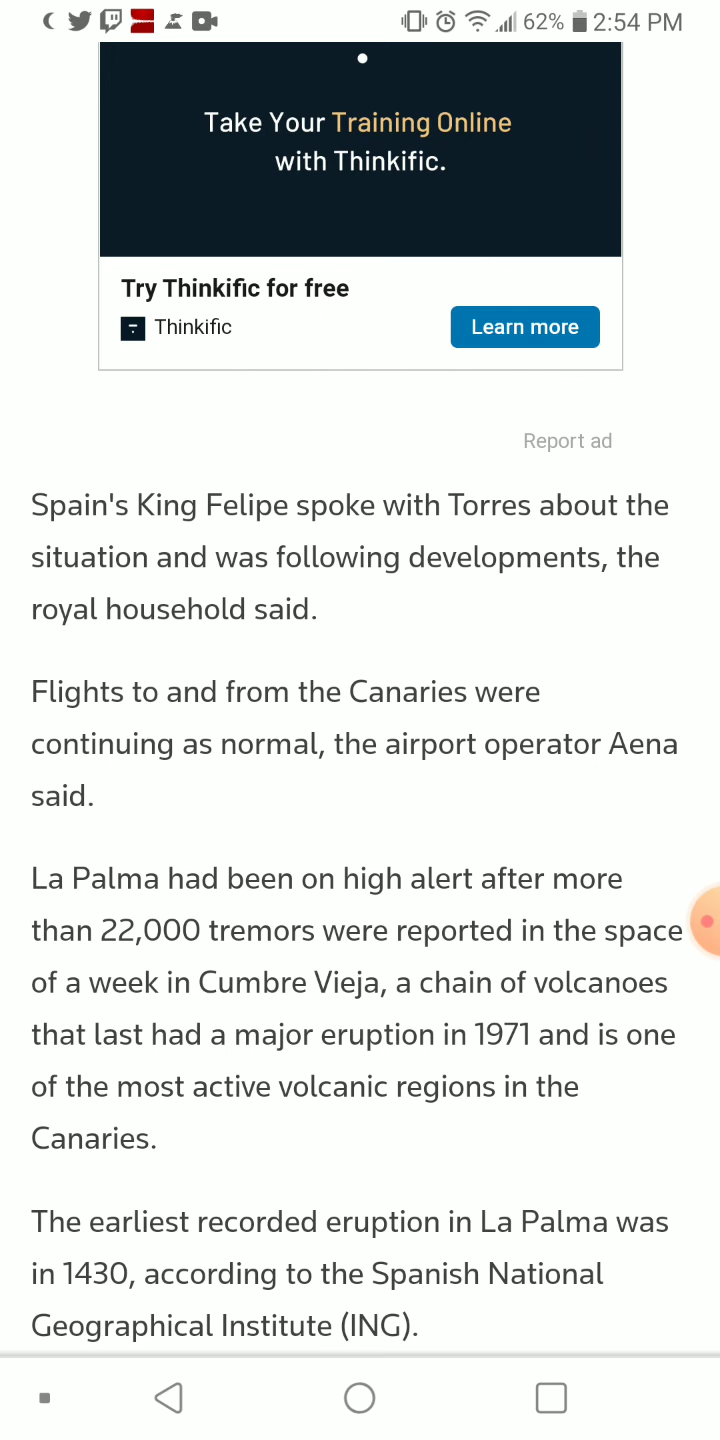 62% 2:54 PM
Take Your Training Online
with Thinkific.
Try Thinkific for free
Thinkific
Learn more
Report ad
Spain's King Felipe spoke with Torres about the
situation and was following developments, the
royal household said.
Flights to and from the Canaries were
continuing as normal, the airport operator Aena
said.
La Palma had been on high alert after more
than 22,000 tremors were reported in the space
of a week in Cumbre Vieja, a chain of volcanoes
that last had a major eruption in 1971 and is one
of the most active volcanic regions in the
Canaries.
The earliest recorded eruption in La Palma was
in 1430, according to the Spanish National
Geographical Institute (ING).